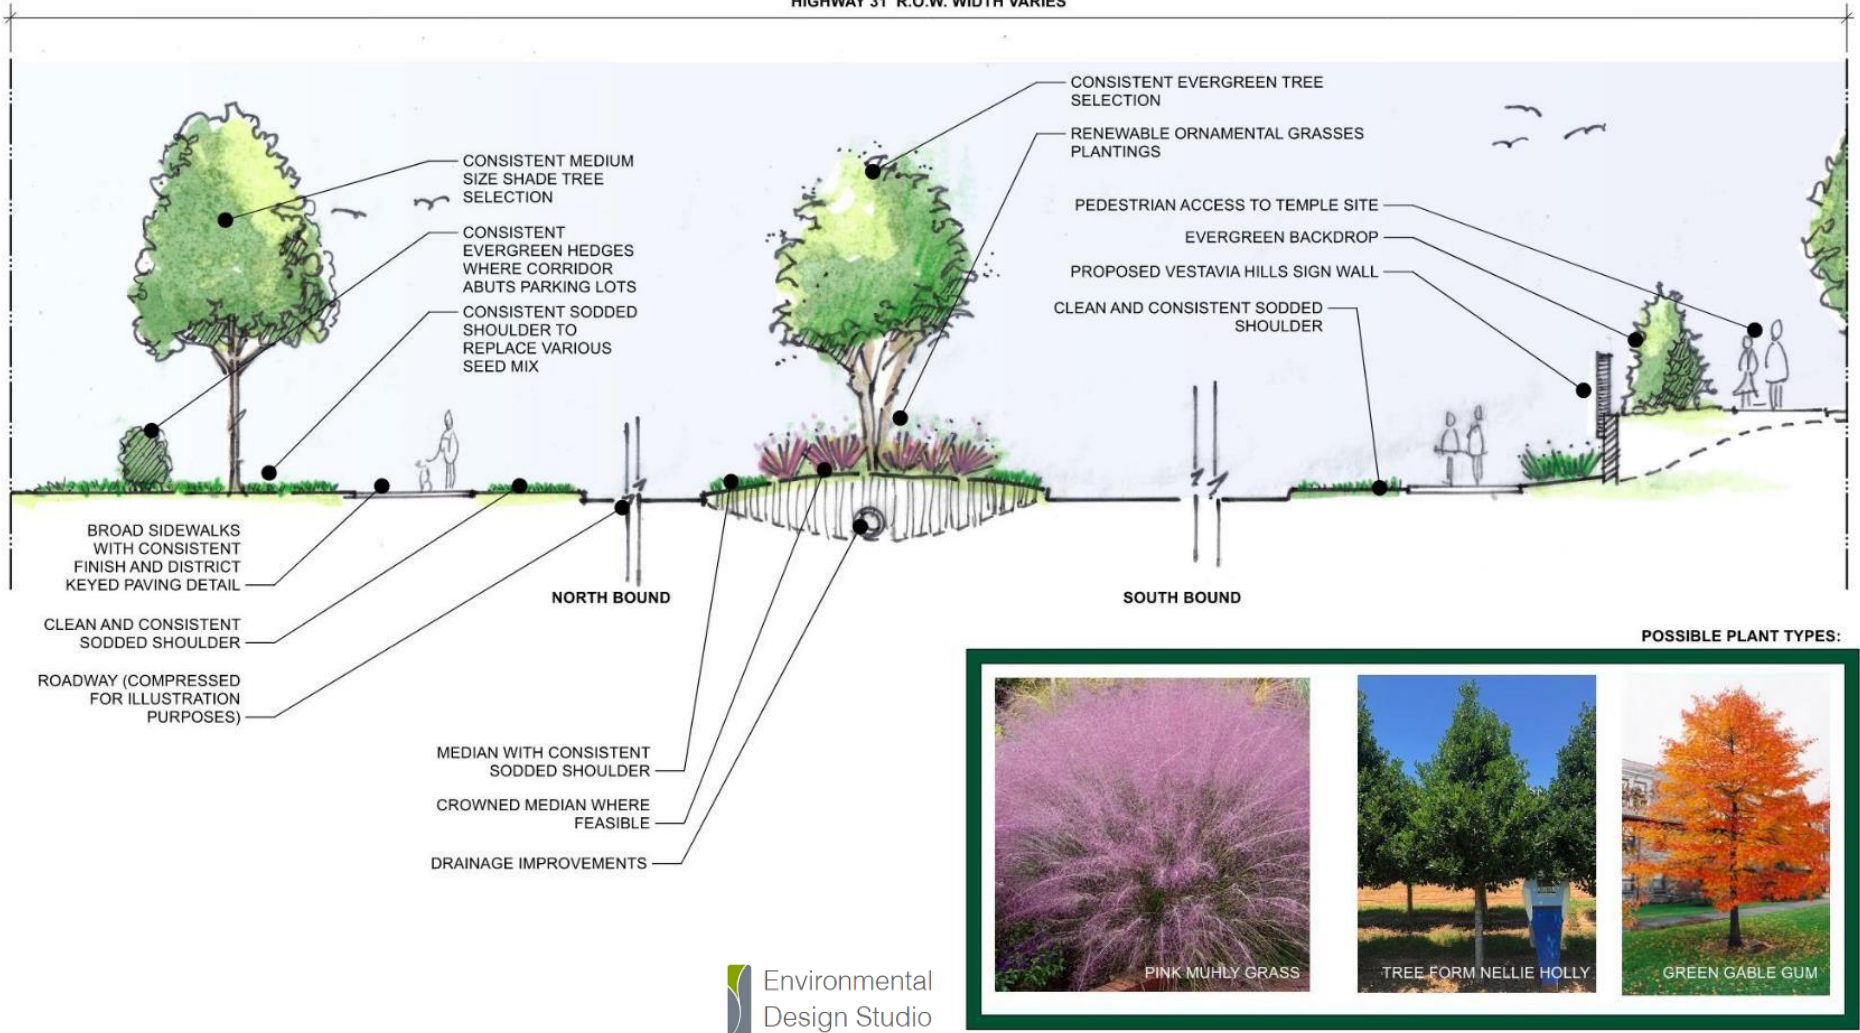 HIGHWAY 31 R.O.W. WIDTH VARIES
CONSISTENT MEDIUM
SIZE SHADE TREE
SELECTION
CONSISTENT
EVERGREEN HEDGES
WHERE CORRIDOR
ABUTS PARKING LOTS
CONSISTENT SODDED
SHOULDER TO
REPLACE VARIOUS
SEED MIX
CONSISTENT EVERGREEN TREE
SELECTION
RENEWABLE ORNAMENTAL GRASSES
PLANTINGS
PEDESTRIAN ACCESS TO TEMPLE SITE
EVERGREEN BACKDROP
PROPOSED VESTAVIA HILLS SIGN WALL
CLEAN AND CONSISTENT SODDED
SHOULDER
BROAD SIDEWALKS
WITH CONSISTENT
FINISH AND DISTRICT
KEYED PAVING DETAIL
CLEAN AND CONSISTENT
SODDED SHOULDER
ROADWAY (COMPRESSED
FOR ILLUSTRATION
PURPOSES)
NORTH BOUND
SOUTH BOUND
MEDIAN WITH CONSISTENT
SODDED SHOULDER
CROWNED MEDIAN WHERE
FEASIBLE
DRAINAGE IMPROVEMENTS
POSSIBLE PLANT TYPES:
PINK MUHLY GRASS
TREE FORM NELLIE HOLLY
GREEN GABLE GUM
Environmental
Design Studio